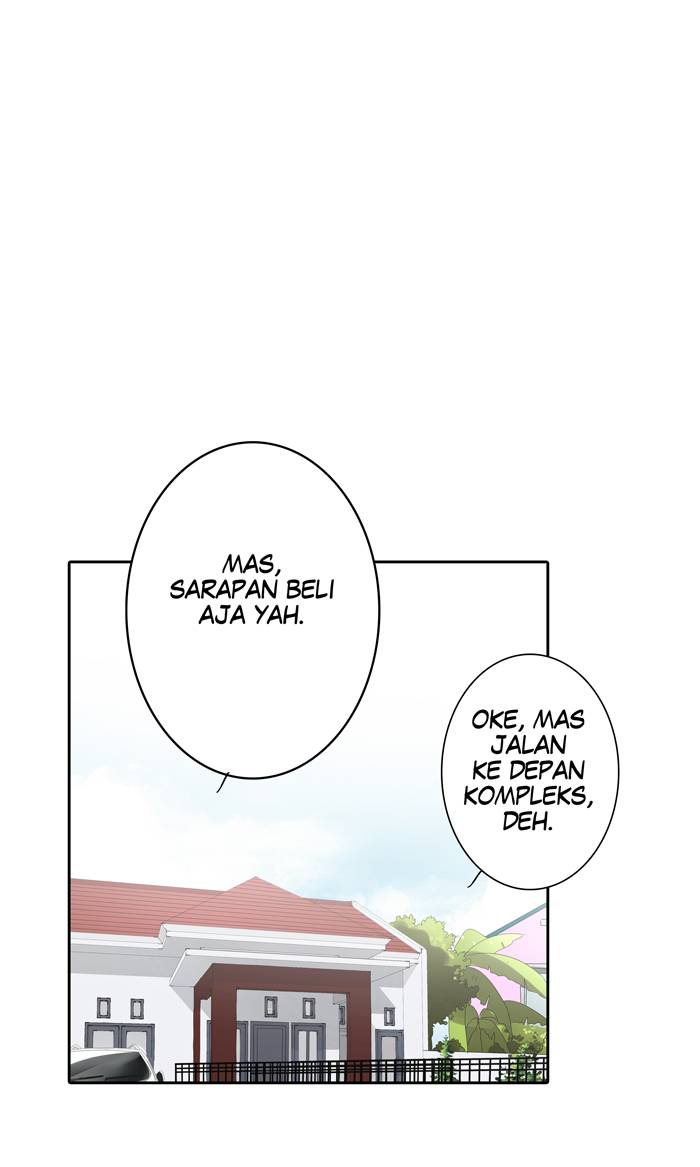 MAS,
SARAPAN BELI
AJA YAH.
OKE, MAS
JALAN
KE DEPAN
KOMPLEKS,
DEH.